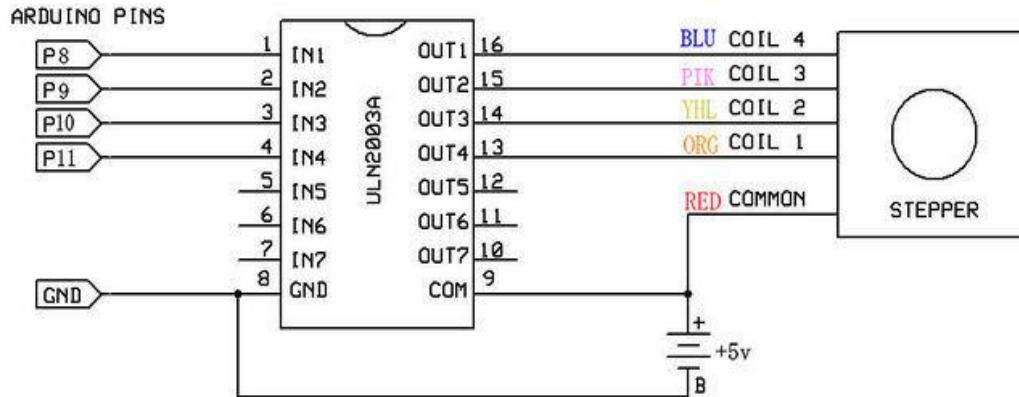 ARDUINO PINS
P8 1 IN1 OUT1 16 BLU COIL 4
P9 2 IN2 OUT2 15 PIK COIL 3
P10 3 IN3 OUT3 14 YHL COIL 2
P11 4 IN4 OUT4 13 ORG COIL 1
5 IN5 OUT5 12
6 IN6 OUT6 11
7 IN7 OUT7 10
GND 8 GND COM 9
ULN2003A
RED COMMON
STEPPER
+
+5v
B